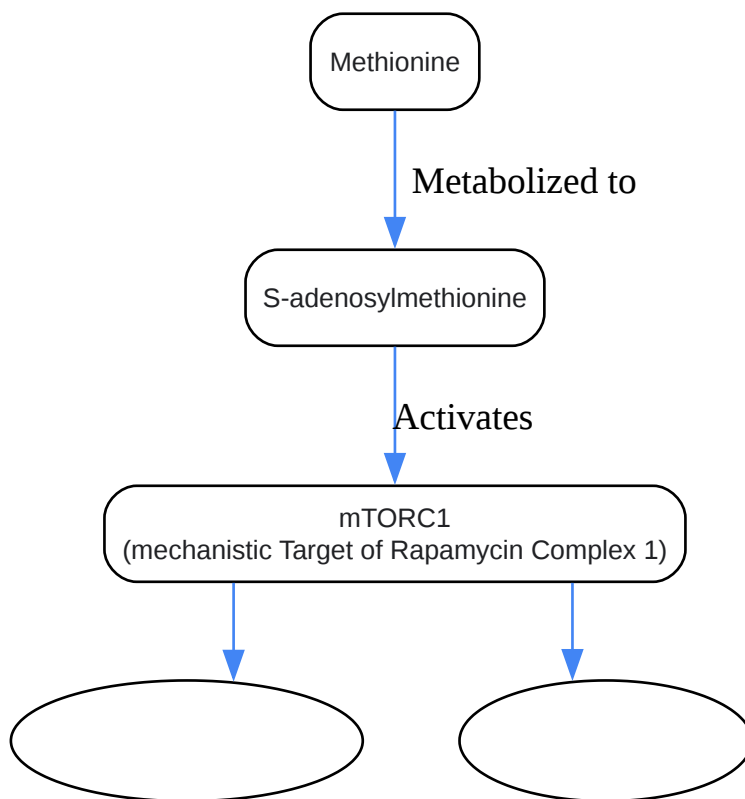 Methionine
Metabolized to
S-adenosylmethionine
Activates
mTORC1
(mechanistic Target of Rapamycin Complex 1)